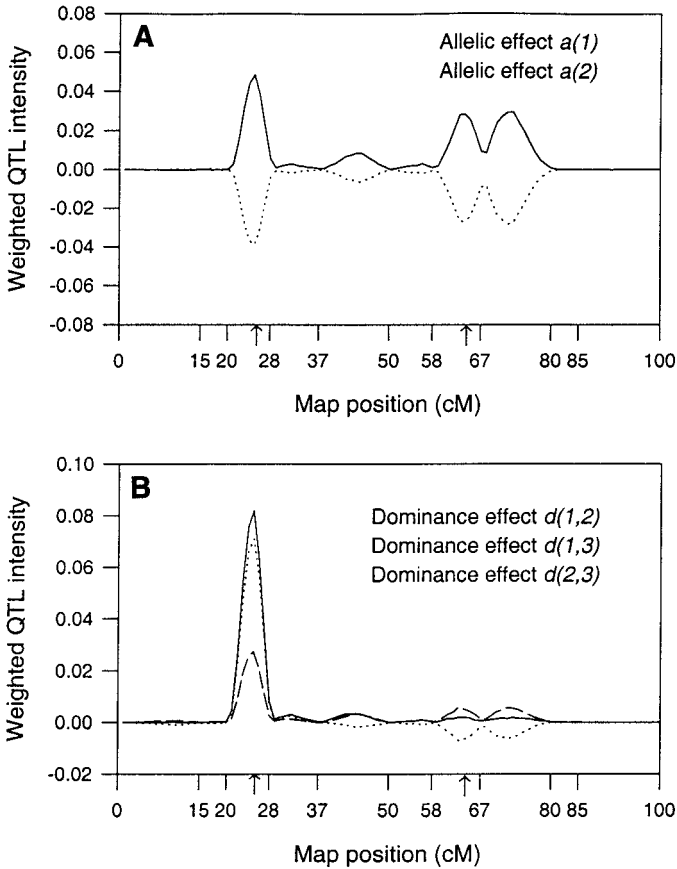 A
Allelic effect a(1)
Allelic effect a(2)
Weighted QTL intensity
0.08
0.06
0.04
0.02
0.00
-0.02
-0.04
-0.06
-0.08
0 15 20 28 37 50 58 67 80 85 100
Map position (cM)
B
Dominance effect d(1,2)
Dominance effect d(1,3)
Dominance effect d(2,3)
Weighted QTL intensity
0.10
0.08
0.06
0.04
0.02
0.00
-0.02
0 15 20 28 37 50 58 67 80 85 100
Map position (cM)